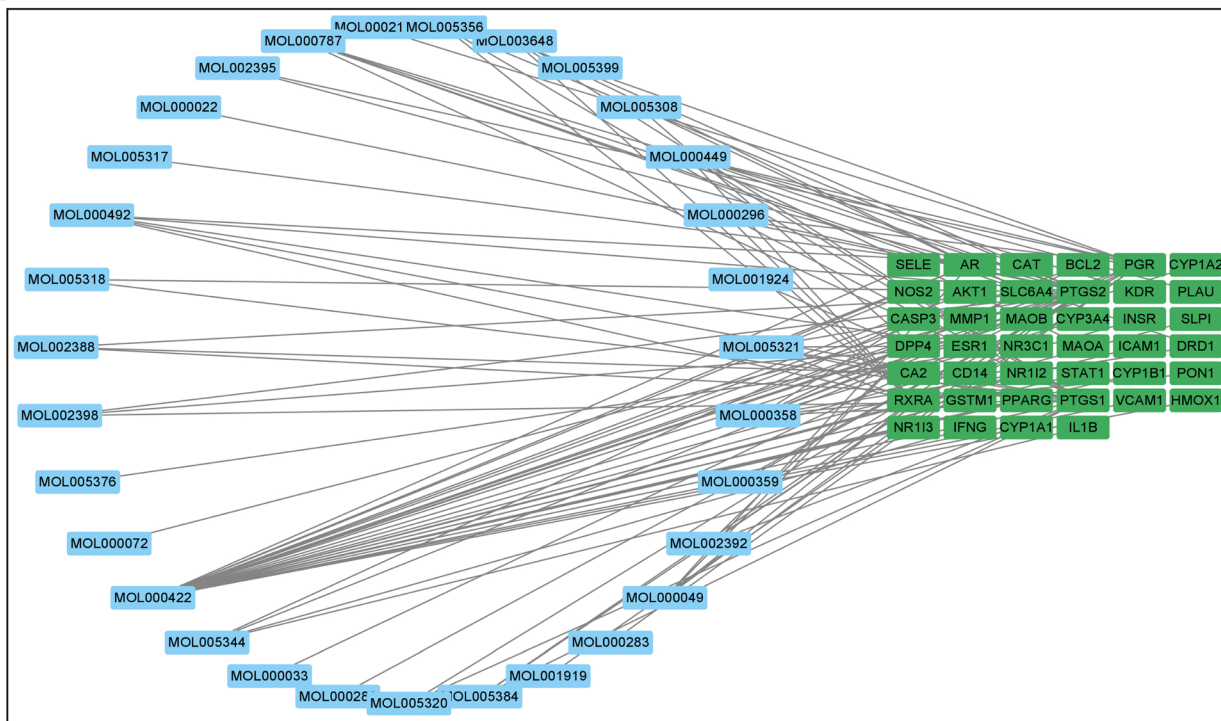 MOL00021 MOL005356
MOL000787 MOL003648
MOL002395 MOL005399
MOL000022 MOL005308
MOL005317 MOL000449
MOL000492 MOL000296
MOL005318 MOL001924
MOL002388 MOL005321
MOL002398 MOL000358
MOL005376 MOL000359
MOL000072 MOL002392
MOL000422 MOL000049
MOL005344 MOL000283
MOL000033 MOL001919
MOL00028 MOL005320 OL005384
SELE AR CAT BCL2 PGR CYP1A2
NOS2 AKT1 SLC6A4 PTGS2 KDR PLAU
CASP3 MMP1 MAOB CYP3A4 INSR SLPI
DPP4 ESR1 NR3C1 MAOA ICAM1 DRD1
CA2 CD14 NR1I2 STAT1 CYP1B1 PON1
RXRA GSTM1 PPARG PTGS1 VCAM1 HMOX1
NR1I3 IFNG CYP1A1 IL1B